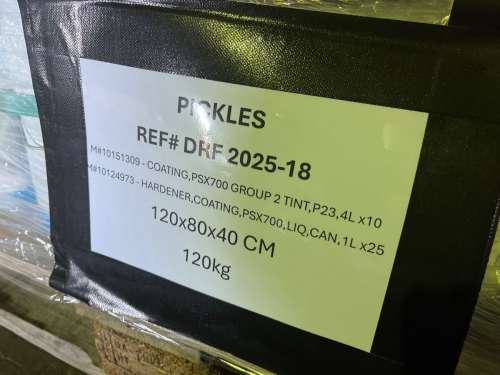 PICKLES
REF# DRF 2025-18
M#10151309 - COATING,PSX700 GROUP 2 TINT,P23,4L x10
M#10124973 - HARDENER,COATING,PSX700,LIQ,CAN,1L x25
120x80x40 CM
120kg